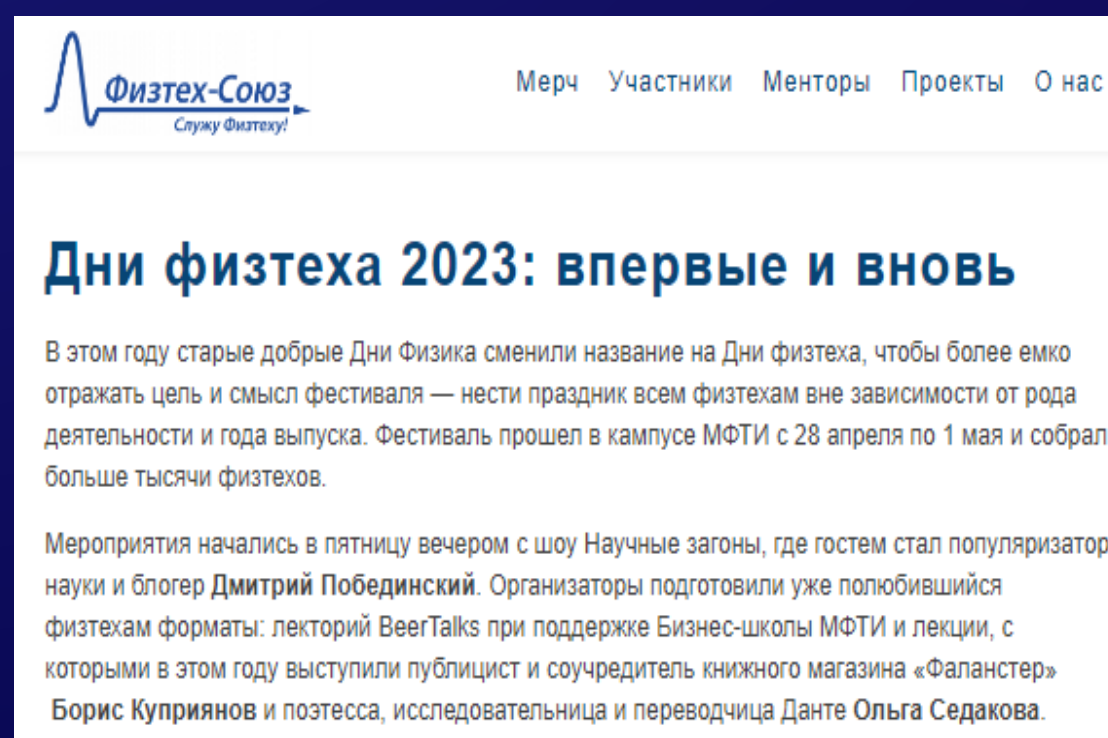 Физтех-Союз
Служу Физтеху!
Мерч Участники Менторы Проекты О нас
Дни физтеха 2023: впервые и вновь
В этом году старые добрые Дни Физика сменили название на Дни физтеха, чтобы более емко
отражать цель и смысл фестиваля — нести праздник всем физтехам вне зависимости от рода
деятельности и года выпуска. Фестиваль прошел в кампусе МФТИ с 28 апреля по 1 мая и собрал
больше тысячи физтехов.
Мероприятия начались в пятницу вечером с шоу Научные загоны, где гостем стал популяризатор
науки и блогер Дмитрий Побединский. Организаторы подготовили уже полюбившийся
физтехам форматы: лекторий BeerTalks при поддержке Бизнес-школы МФТИ и лекции, с
которыми в этом году выступили публицист и соучредитель книжного магазина «Фаланстер»
Борис Куприянов и поэтесса, исследовательница и переводчица Данте Ольга Седакова.